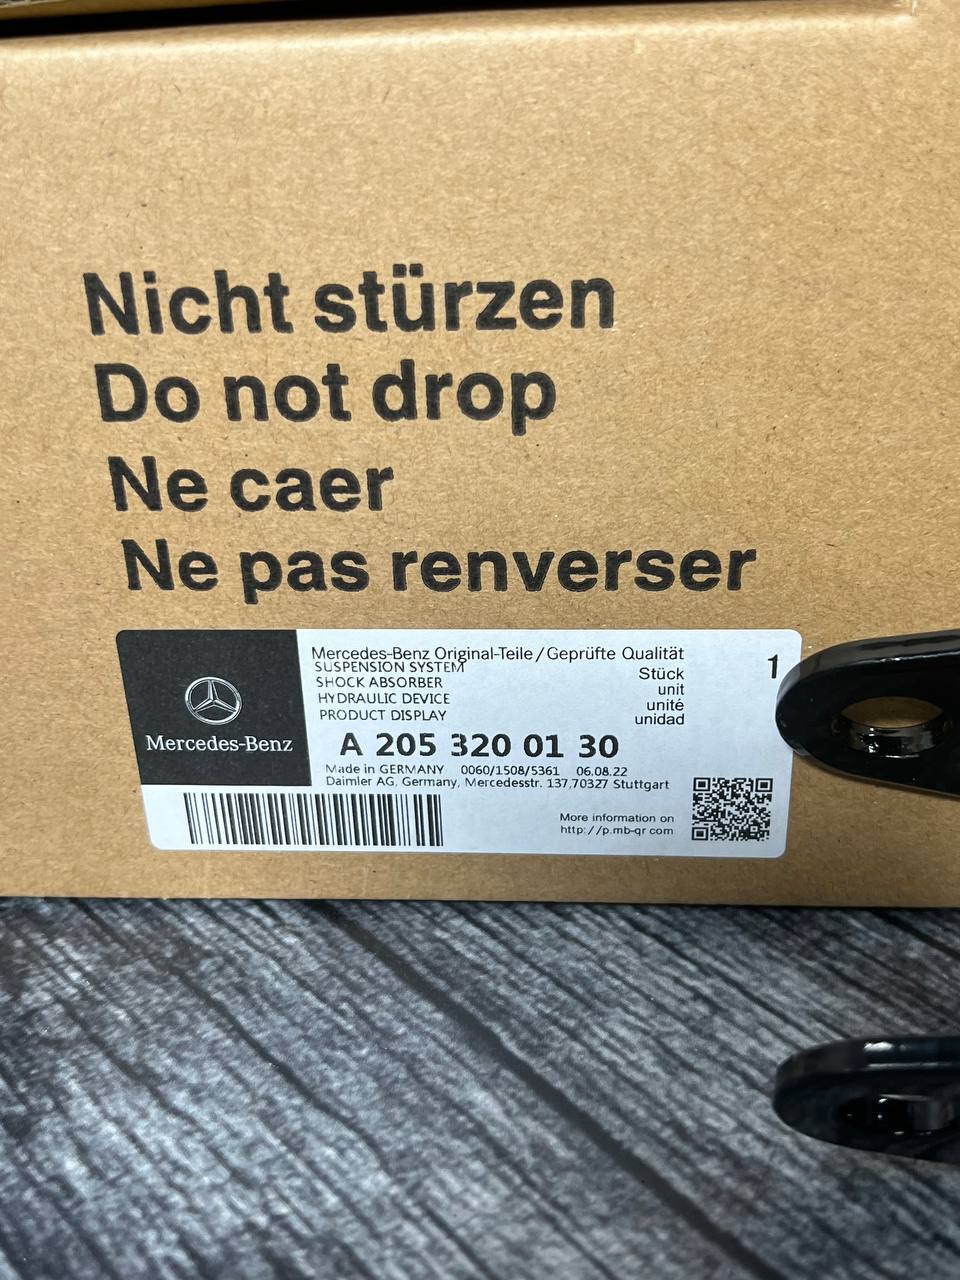 Nicht stürzen
Do not drop
Ne caer
Ne pas renverser
Mercedes-Benz Original-Teile/Geprüfte Qualität
SUSPENSION SYSTEM
SHOCK ABSORBER
HYDRAULIC DEVICE
PRODUCT DISPLAY
Stück
unit
unité
unidad
1
Mercedes-Benz
A 205 320 01 30
Made in GERMANY 0060/1508/5361 06.08.22
Daimler AG, Germany, Mercedesstr. 137,70327 Stuttgart
More information on
http://p.mb-qr com